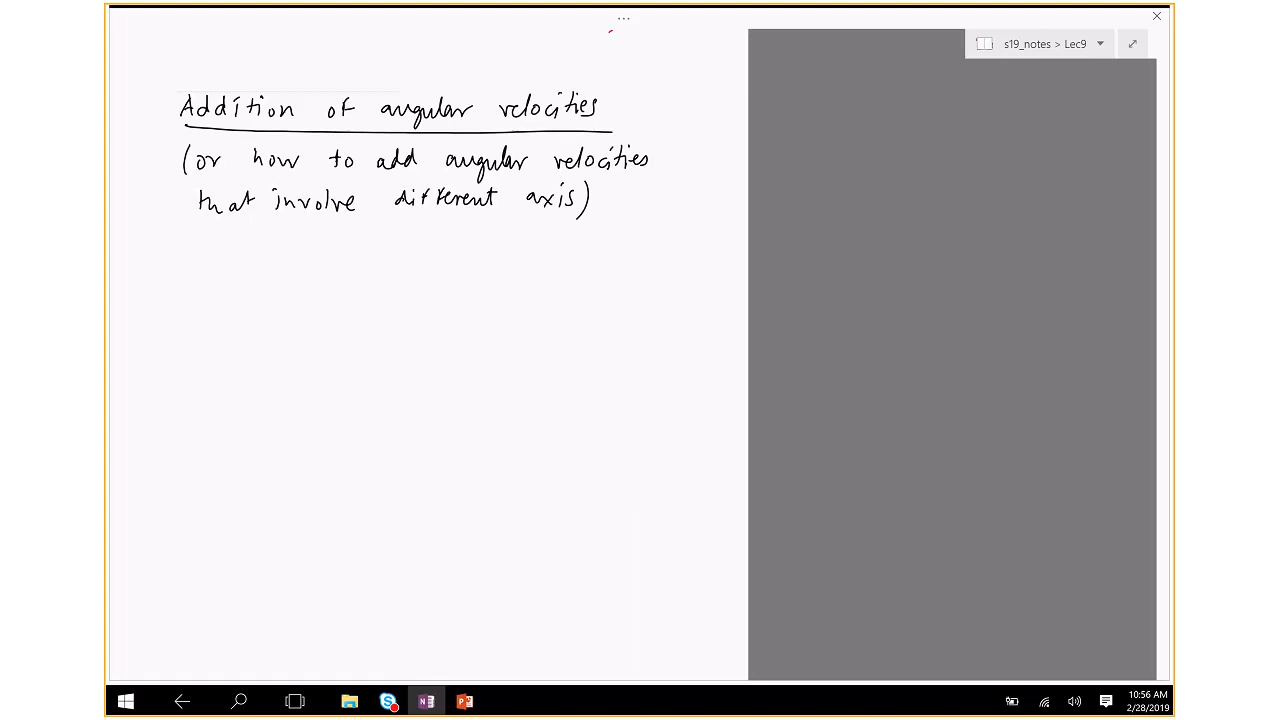 ...
s19_notes > Lec9
Addition of angular velocities
(or how to add angular velocities
that involve different axis)
10:56 AM
2/28/2019